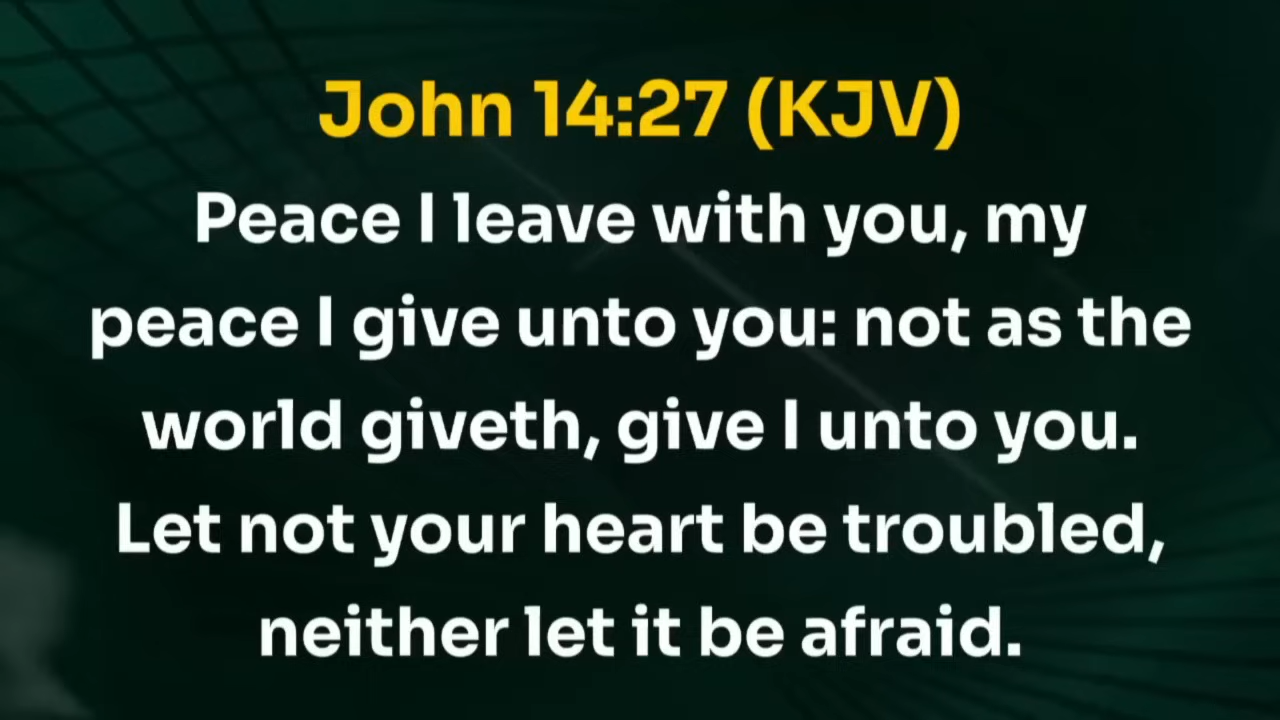 John 14:27 (KJV)
Peace I leave with you, my
peace I give unto you: not as the
world giveth, give I unto you.
Let not your heart be troubled,
neither let it be afraid.